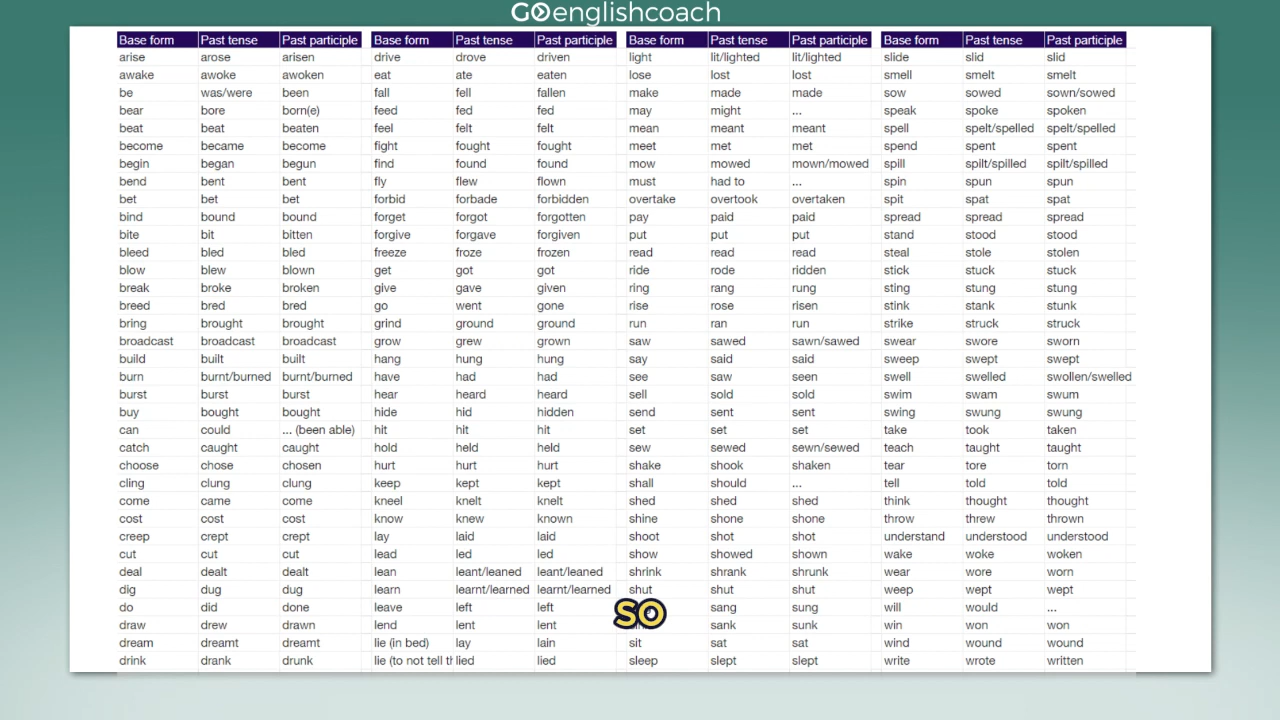 GO englishcoach
Base form Past tense Past participle Base form Past tense Past participle Base form Past tense Past participle Base form Past tense Past participle
arise arose arisen drive drove driven light lit/lighted lit/lighted slide slid slid
awake awoke awoken eat ate eaten lose lost lost smell smelt smelt
be was/were been fall fell fallen make made made sow sowed sown/sowed
bear bore born(e) feed fed fed may might ... speak spoke spoken
beat beat beaten feel felt felt mean meant meant spell spelt/spelled spelt/spelled
become became become fight fought fought meet met met spend spent spent
begin began begun find found found mow mowed mown/mowed spill spilt/spilled spilt/spilled
bend bent bent fly flew flown must had to ... spin spun spun
bet bet bet forbid forbade forbidden overtake overtook overtaken spit spat spat
bind bound bound forget forgot forgotten pay paid paid spread spread spread
bite bit bitten forgive forgave forgiven put put put stand stood stood
bleed bled bled freeze froze frozen read read read steal stole stolen
blow blew blown get got got ride rode ridden stick stuck stuck
break broke broken give gave given ring rang rung sting stung stung
breed bred bred go went gone rise rose risen stink stank stunk
bring brought brought grind ground ground run ran run strike struck struck
broadcast broadcast broadcast grow grew grown saw sawed sawn/sawed swear swore sworn
build built built hang hung hung say said said sweep swept swept
burn burnt/burned burnt/burned have had had see saw seen swell swelled swollen/swelled
burst burst burst hear heard heard sell sold sold swim swam swum
buy bought bought hide hid hidden send sent sent swing swung swung
can could ... (been able) hit hit hit set set set take took taken
catch caught caught hold held held sew sewed sewn/sewed teach taught taught
choose chose chosen hurt hurt hurt shake shook shaken tear tore torn
cling clung clung keep kept kept shall should ... tell told told
come came come kneel knelt knelt shed shed shed think thought thought
cost cost cost know knew known shine shone shone throw threw thrown
creep crept crept lay laid laid shoot shot shot understand understood understood
cut cut cut lead led led show showed shown wake woke woken
deal dealt dealt lean leant/leaned leant/leaned shrink shrank shrunk wear wore worn
dig dug dug learn learnt/learned learnt/learned shut shut shut weep wept wept
do did done leave left left sang sung will would ...
SO
draw drew drawn lend lent lent sank sunk win won won
dream dreamt dreamt lie (in bed) lay lain sit sat sat wind wound wound
drink drank drunk lie (to not tell th lied lied sleep slept slept write wrote written